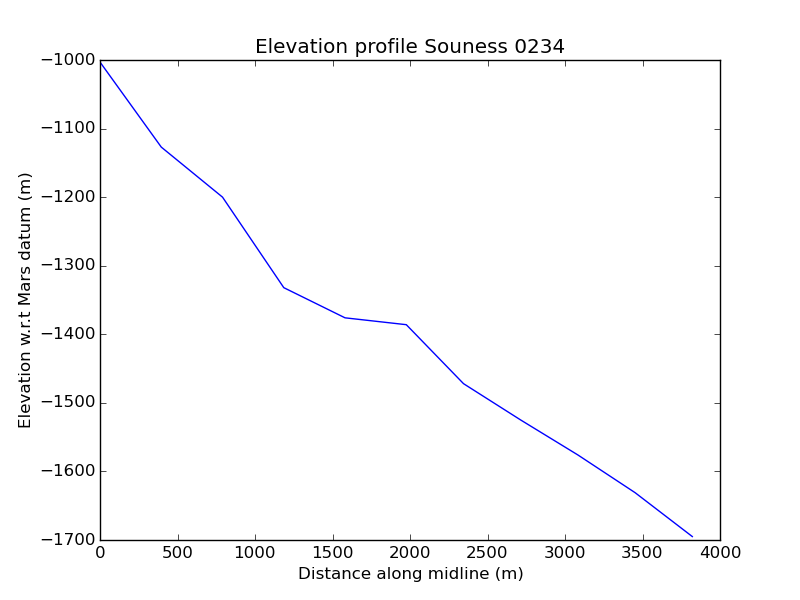 Elevation profile Souness 0234
−1000
−1100
−1200
−1300
−1400
−1500
−1600
−1700
Elevation w.r.t Mars datum (m)
0 500 1000 1500 2000 2500 3000 3500 4000
Distance along midline (m)